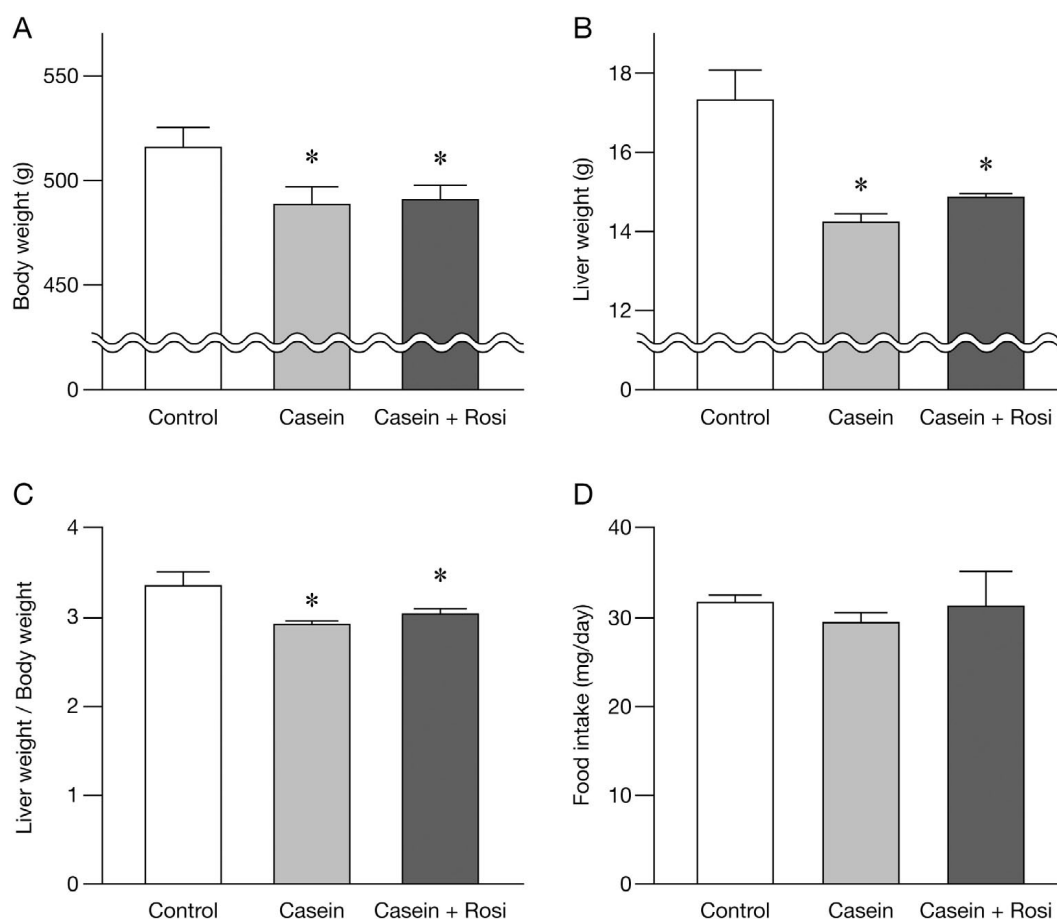 A
Body weight (g)
550
500
450
0
*
*
Control
Casein
Casein + Rosi
B
Liver weight (g)
18
16
14
12
0
*
*
Control
Casein
Casein + Rosi
C
Liver weight / Body weight
4
3
2
1
0
*
*
Control
Casein
Casein + Rosi
D
Food intake (mg/day)
40
30
20
10
0
Control
Casein
Casein + Rosi